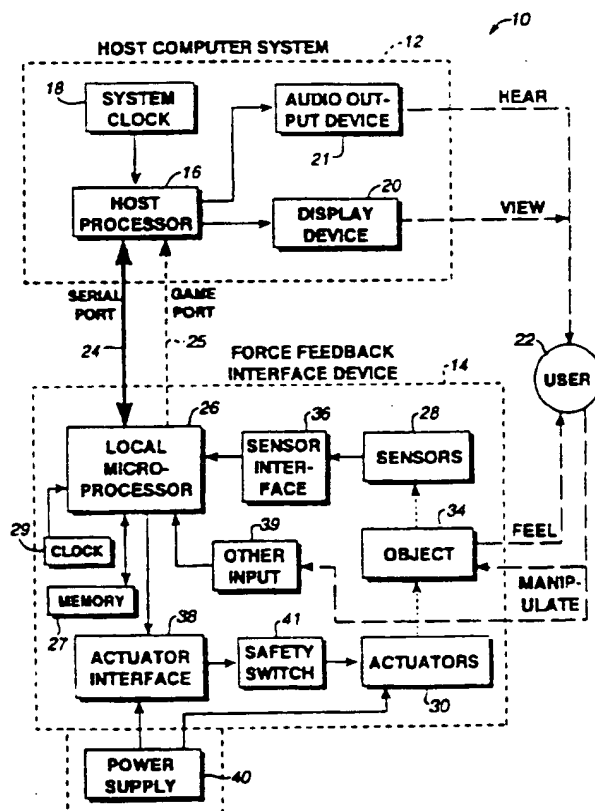 10
HOST COMPUTER SYSTEM
12
18
SYSTEM
CLOCK
AUDIO OUT-
PUT DEVICE
21
HEAR
16
HOST
PROCESSOR
20
DISPLAY
DEVICE
VIEW
SERIAL
PORT
24
GAME
PORT
25
FORCE FEEDBACK
INTERFACE DEVICE
14
22
USER
26
LOCAL
MICRO-
PROCESSOR
36
SENSOR
INTER-
FACE
28
SENSORS
29
CLOCK
39
OTHER
INPUT
34
OBJECT
FEEL
MANIP-
ULATE
MEMORY
27
38
ACTUATOR
INTERFACE
41
SAFETY
SWITCH
ACTUATORS
30
POWER
SUPPLY
40